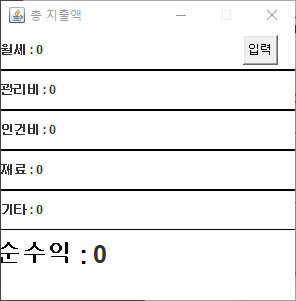 총 지출액
월세 : 0
입력
관리비 : 0
인건비 : 0
재료 : 0
기타 : 0
순수익 : 0